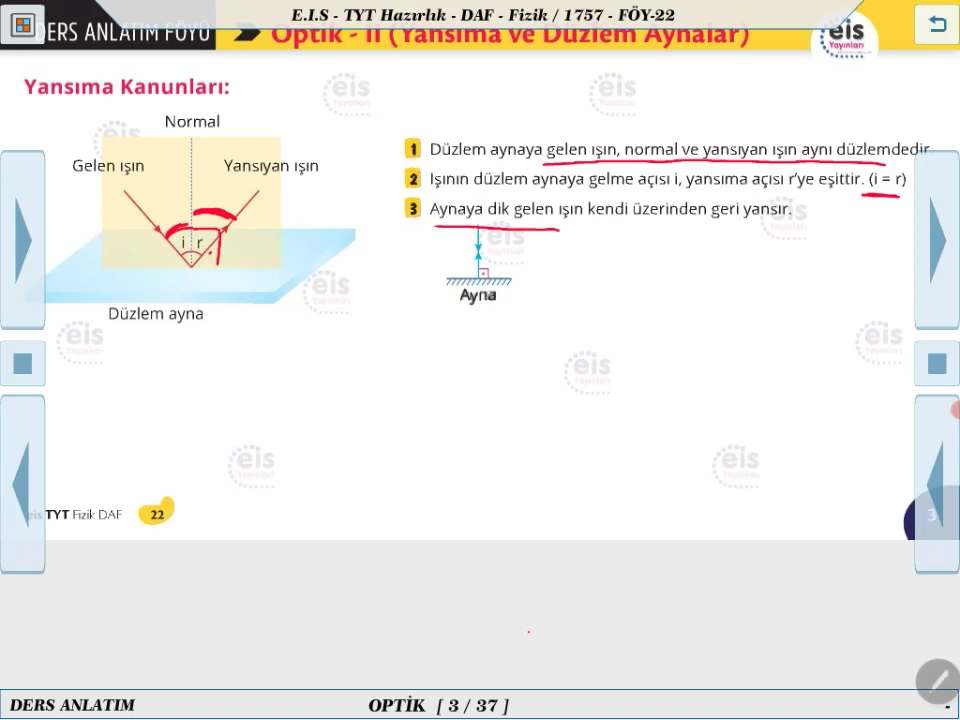 E.I.S - TYT Hazırlık - DAF - Fizik / 1757 - FÖY-22
DERS ANLATIM FÖYÜ
Optik - II (Yansıma ve Düzlem Aynalar)
eis
Yayınları
Yansıma Kanunları:
Normal
Gelen ışın
Yansıyan ışın
i r
Düzlem ayna
1 Düzlem aynaya gelen ışın, normal ve yansıyan ışın aynı düzlemdedir.
2 Işının düzlem aynaya gelme açısı i, yansıma açısı r'ye eşittir. (i = r)
3 Aynaya dik gelen ışın kendi üzerinden geri yansır.
Ayna
eis TYT Fizik DAF 22
3
DERS ANLATIM
OPTİK [ 3 / 37 ]
-